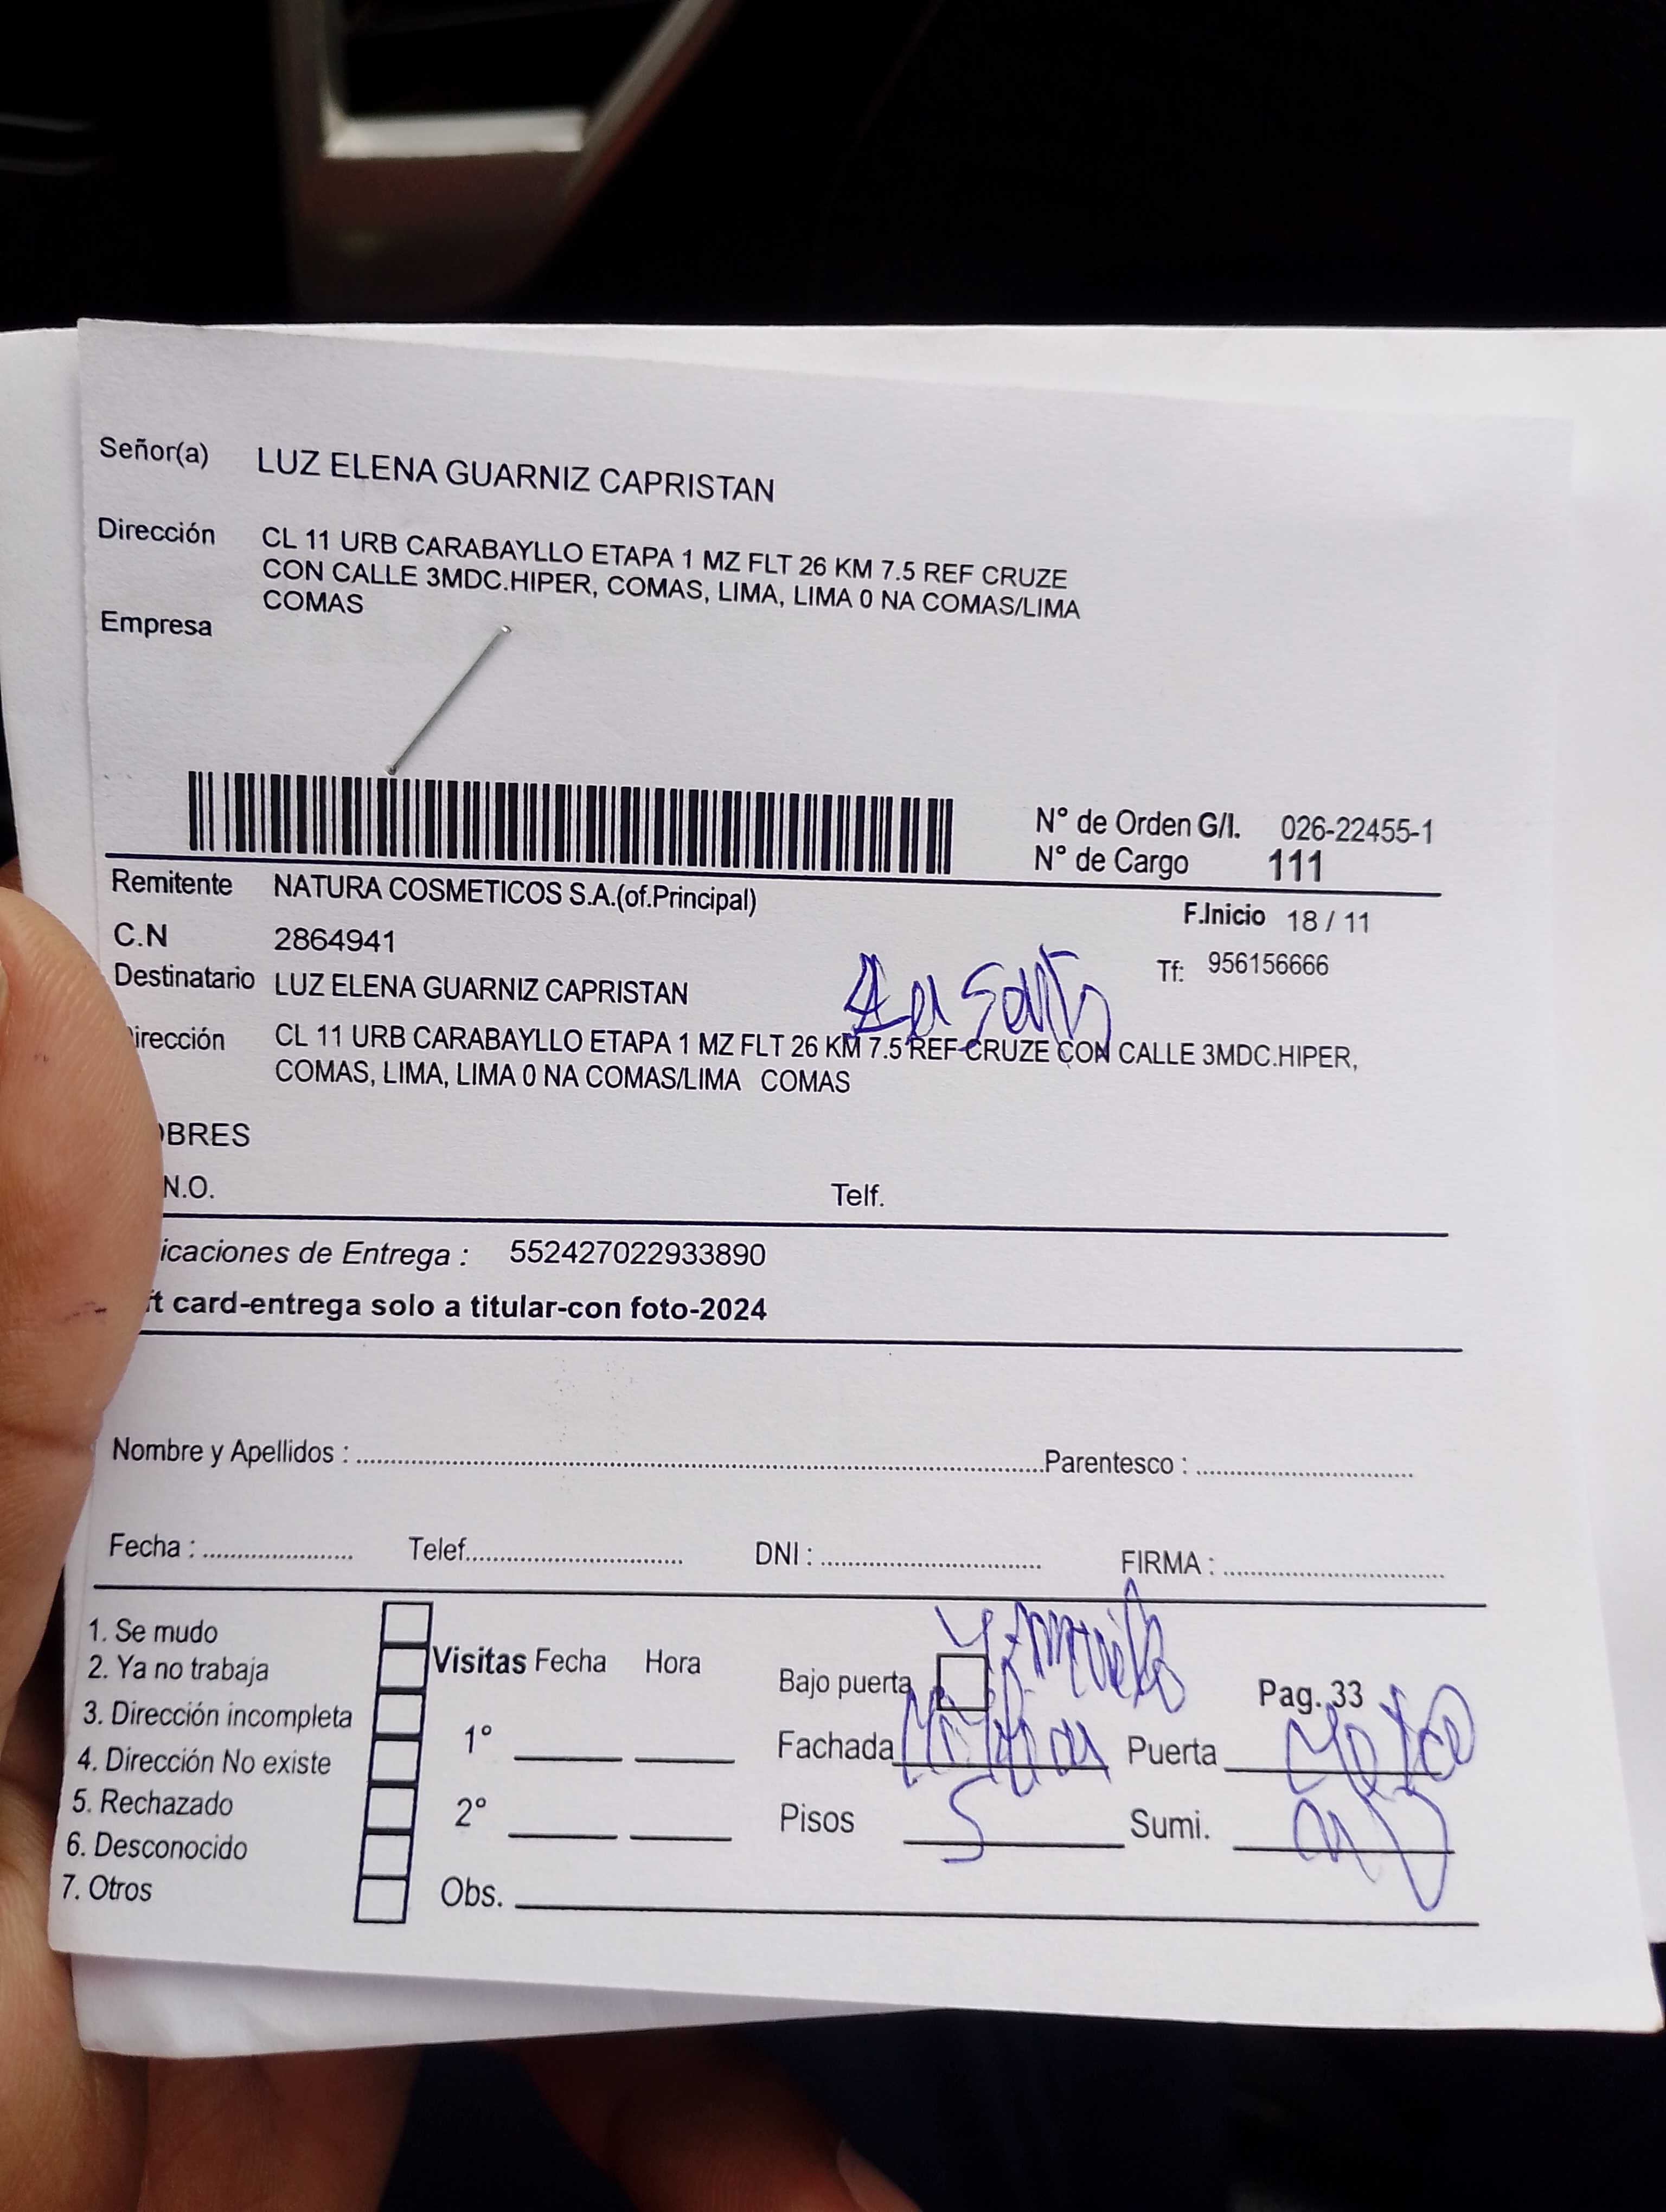 Señor(a) LUZ ELENA GUARNIZ CAPRISTAN
Dirección CL 11 URB CARABAYLLO ETAPA 1 MZ FLT 26 KM 7.5 REF CRUZE
CON CALLE 3MDC.HIPER, COMAS, LIMA, LIMA 0 NA COMAS/LIMA
COMAS
Empresa
N° de Orden G/I. 026-22455-1
N° de Cargo 111
Remitente NATURA COSMETICOS S.A.(of.Principal)
F.Inicio 18 / 11
C.N 2864941
Tf: 956156666
Destinatario LUZ ELENA GUARNIZ CAPRISTAN
irección CL 11 URB CARABAYLLO ETAPA 1 MZ FLT 26 KM 7.5 REF CRUZE CON CALLE 3MDC.HIPER,
COMAS, LIMA, LIMA 0 NA COMAS/LIMA COMAS
OBRES
N.O. Telf.
icaciones de Entrega : 552427022933890
ft card-entrega solo a titular-con foto-2024
Nombre y Apellidos : Parentesco :
Fecha : Telef. DNI : FIRMA :
1. Se mudo
2. Ya no trabaja
3. Dirección incompleta
4. Dirección No existe
5. Rechazado
6. Desconocido
7. Otros
Visitas Fecha Hora
1°
2°
Obs.
Bajo puerta Pag. 33
Fachada Puerta
Pisos 5 Sumi.